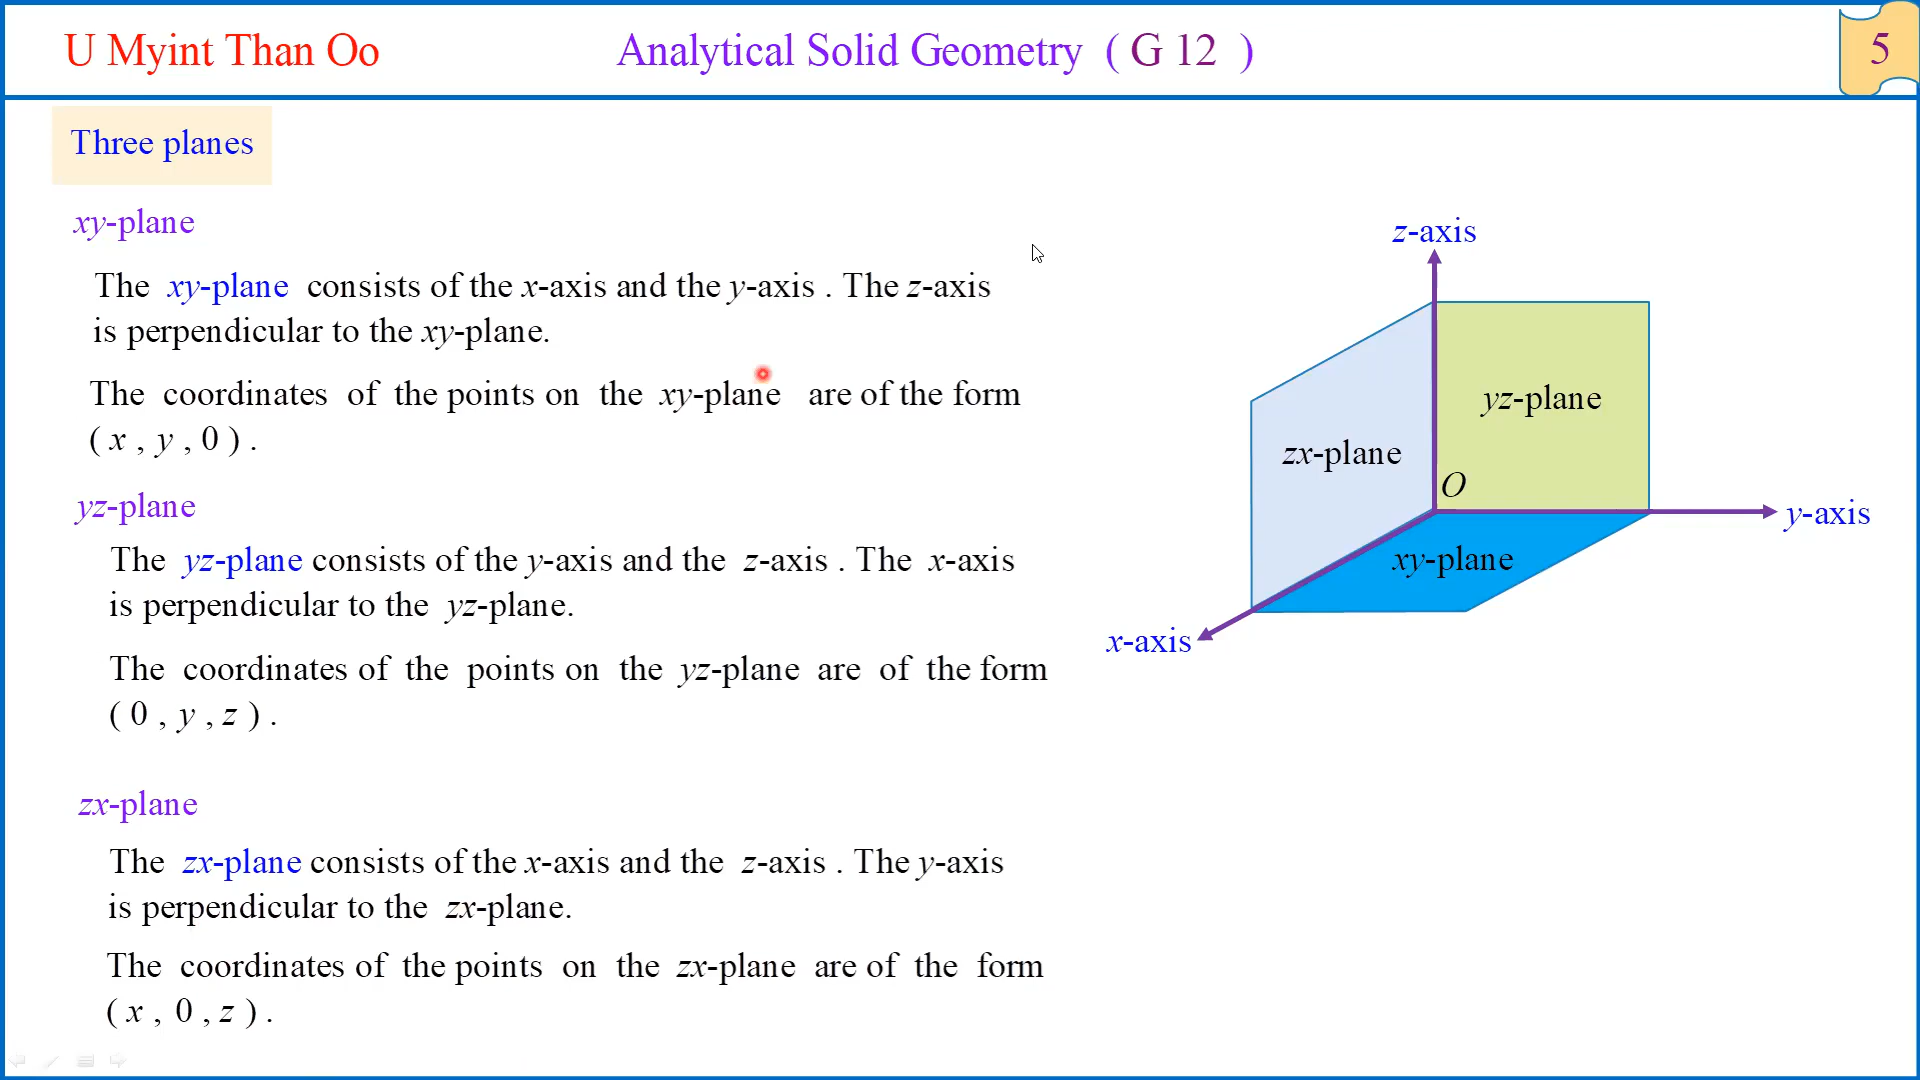 U Myint Than Oo
Analytical Solid Geometry ( G 12 )
5
Three planes
xy-plane
The xy-plane consists of the x-axis and the y-axis . The z-axis
is perpendicular to the xy-plane.
The coordinates of the points on the xy-plane are of the form
( x , y , 0 ) .
yz-plane
The yz-plane consists of the y-axis and the z-axis . The x-axis
is perpendicular to the yz-plane.
The coordinates of the points on the yz-plane are of the form
( 0 , y , z ) .
zx-plane
The zx-plane consists of the x-axis and the z-axis . The y-axis
is perpendicular to the zx-plane.
The coordinates of the points on the zx-plane are of the form
( x , 0 , z ) .
z-axis
yz-plane
zx-plane
O
y-axis
xy-plane
x-axis